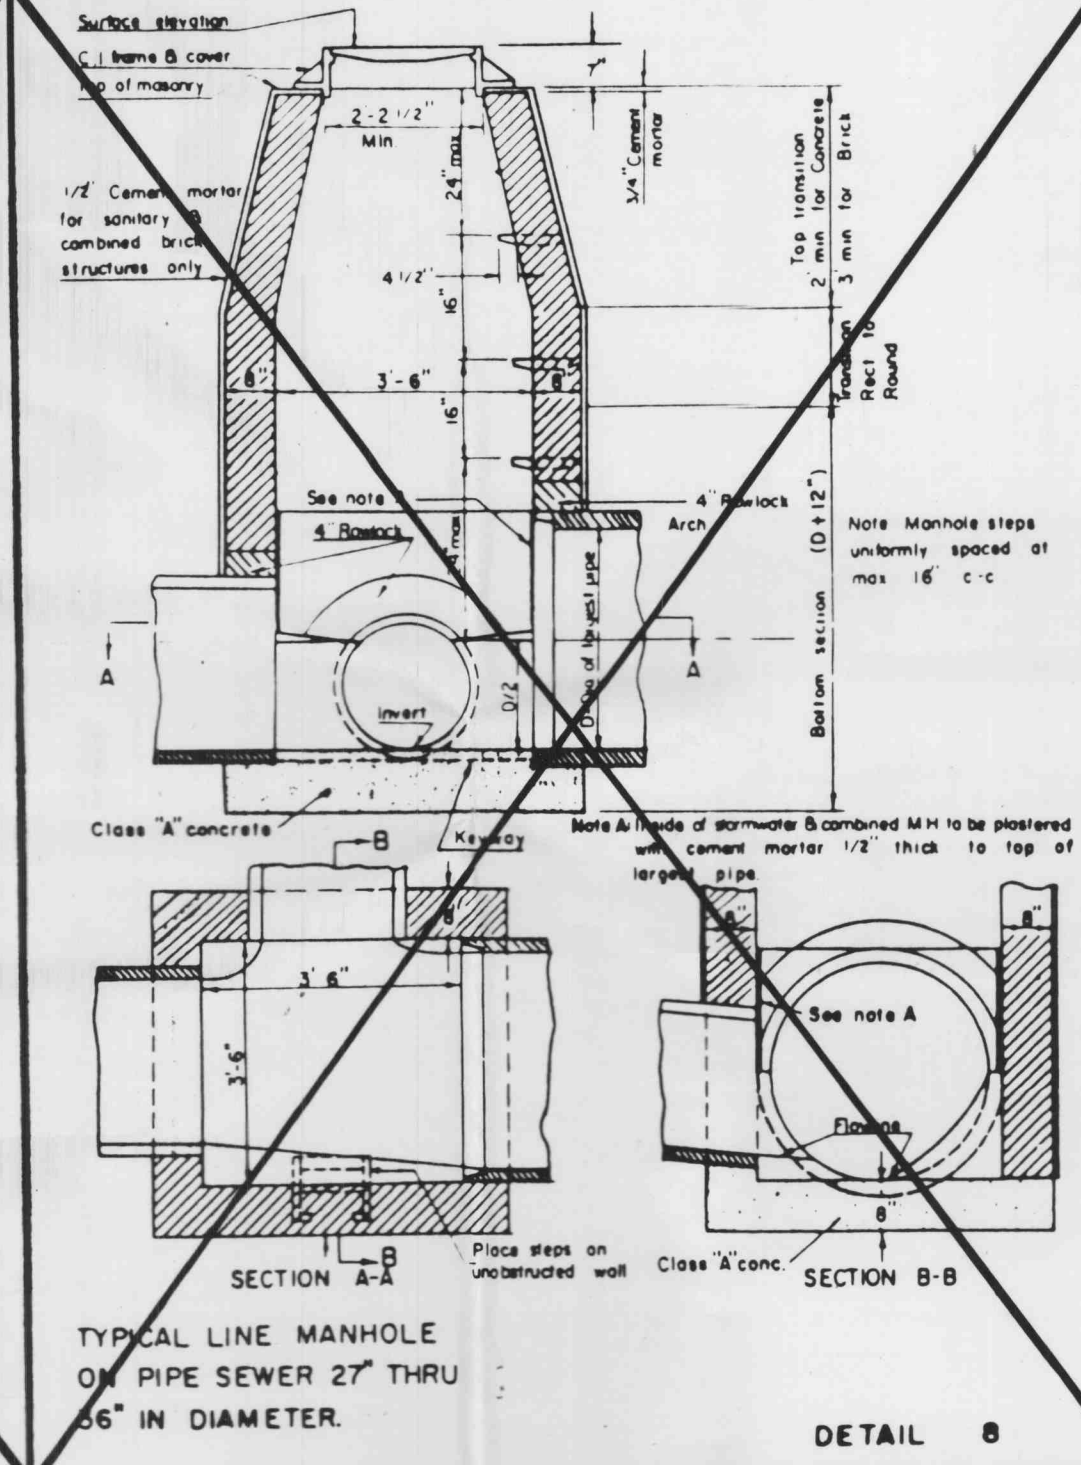 Surface elevation
C.I frame & cover
Top of masonry
7"
2'-2 1/2"
Min.
3/4" Cement
mortar
24" max
1/2" Cement mortar
for sanitary &
combined brick
structures only
4 1/2"
16"
Top transition
2' min for Concrete
3' min for Brick
8"
3'-6"
8"
16"
Transition
Rect to
Round
See note A
4" Rowlock
4" Rowlock
Arch
max
D=Dia of largest pipe
Bottom section (D+12")
Note Manhole steps
uniformly spaced at
max 16" c-c
A
A
D/2
Invert
Class "A" concrete
Keyway
Note A: Inside of stormwater & combined M H to be plastered
with cement mortar 1/2" thick to top of
largest pipe.
B
8"
3' 6"
3'-6"
B
Place steps on
unobstructed wall
SECTION A-A
8"
8"
See note A
Flowline
8"
Class "A" conc.
SECTION B-B
TYPICAL LINE MANHOLE
ON PIPE SEWER 27" THRU
36" IN DIAMETER.
DETAIL 8